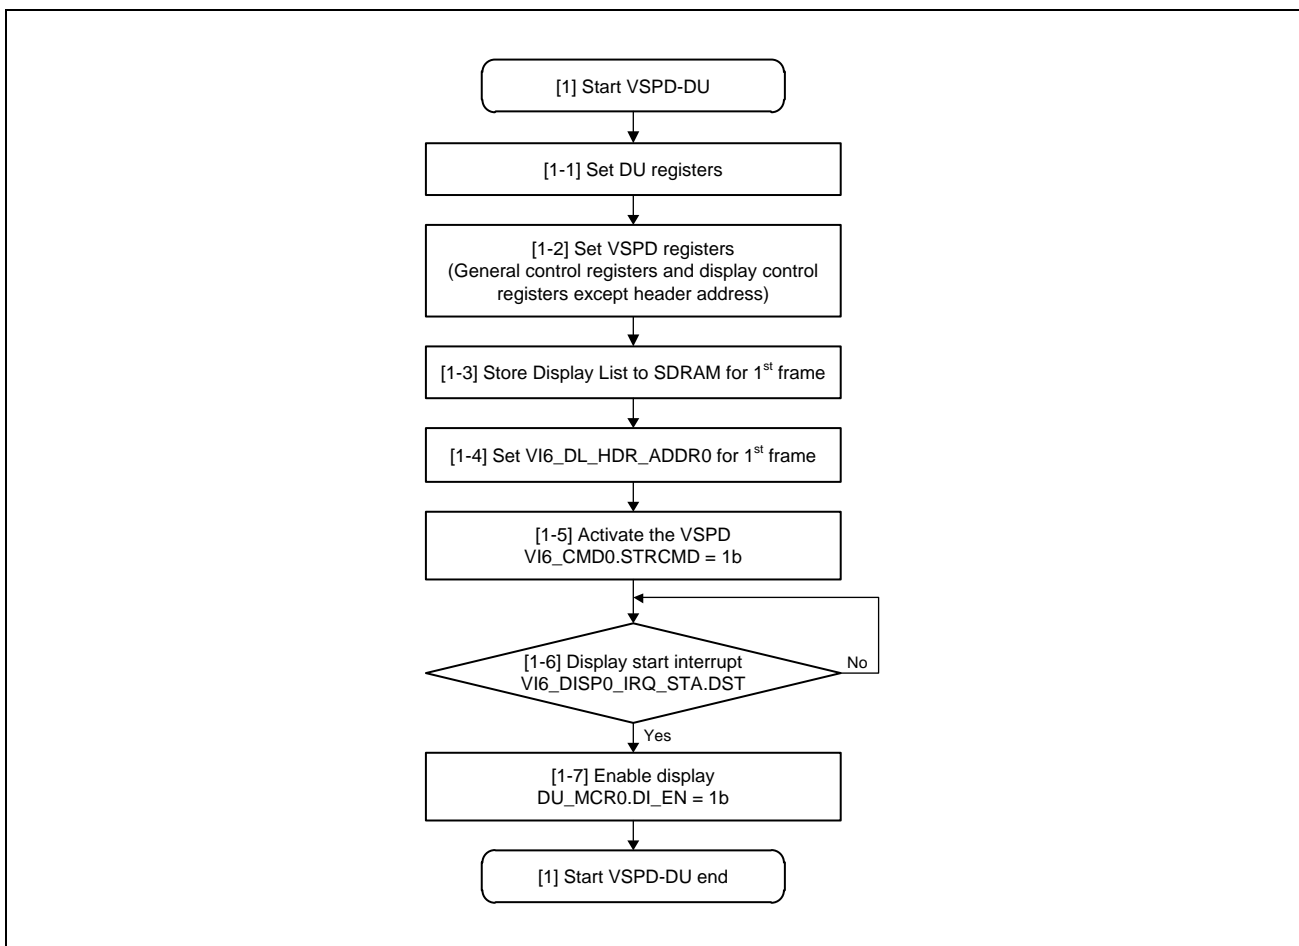 [1] Start VSPD-DU
[1-1] Set DU registers
[1-2] Set VSPD registers
(General control registers and display control
registers except header address)
[1-3] Store Display List to SDRAM for 1st frame
[1-4] Set VI6_DL_HDR_ADDR0 for 1st frame
[1-5] Activate the VSPD
VI6_CMD0.STRCMD = 1b
[1-6] Display start interrupt
VI6_DISP0_IRQ_STA.DST
No
Yes
[1-7] Enable display
DU_MCR0.DI_EN = 1b
[1] Start VSPD-DU end